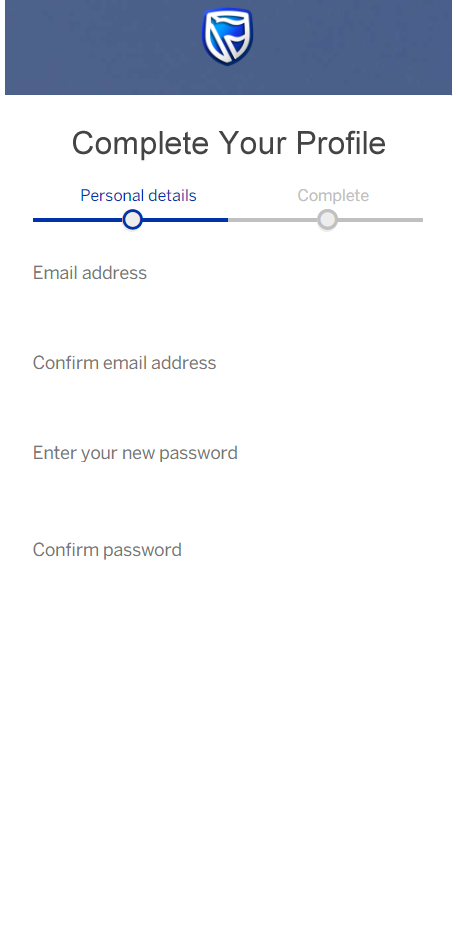 Complete Your Profile
Personal details Complete
Email address
Confirm email address
Enter your new password
Confirm password